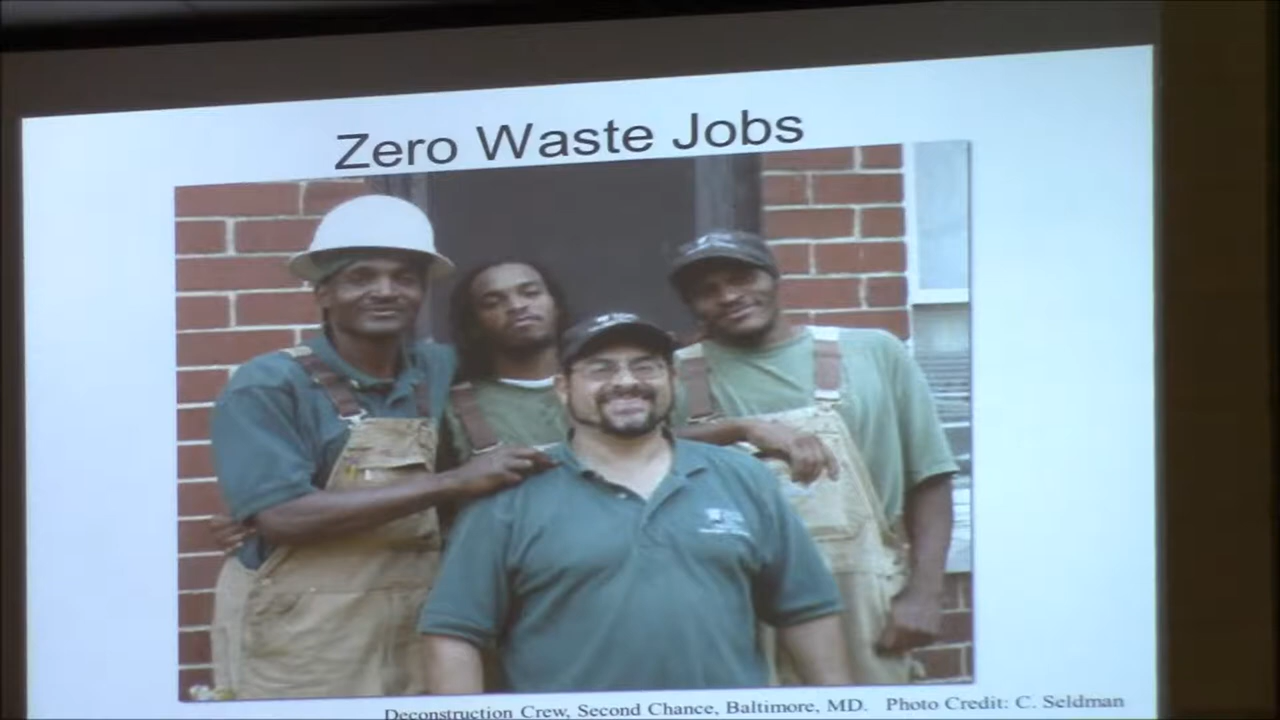 Zero Waste Jobs
Deconstruction Crew, Second Chance, Baltimore, MD. Photo Credit: C. Seldman